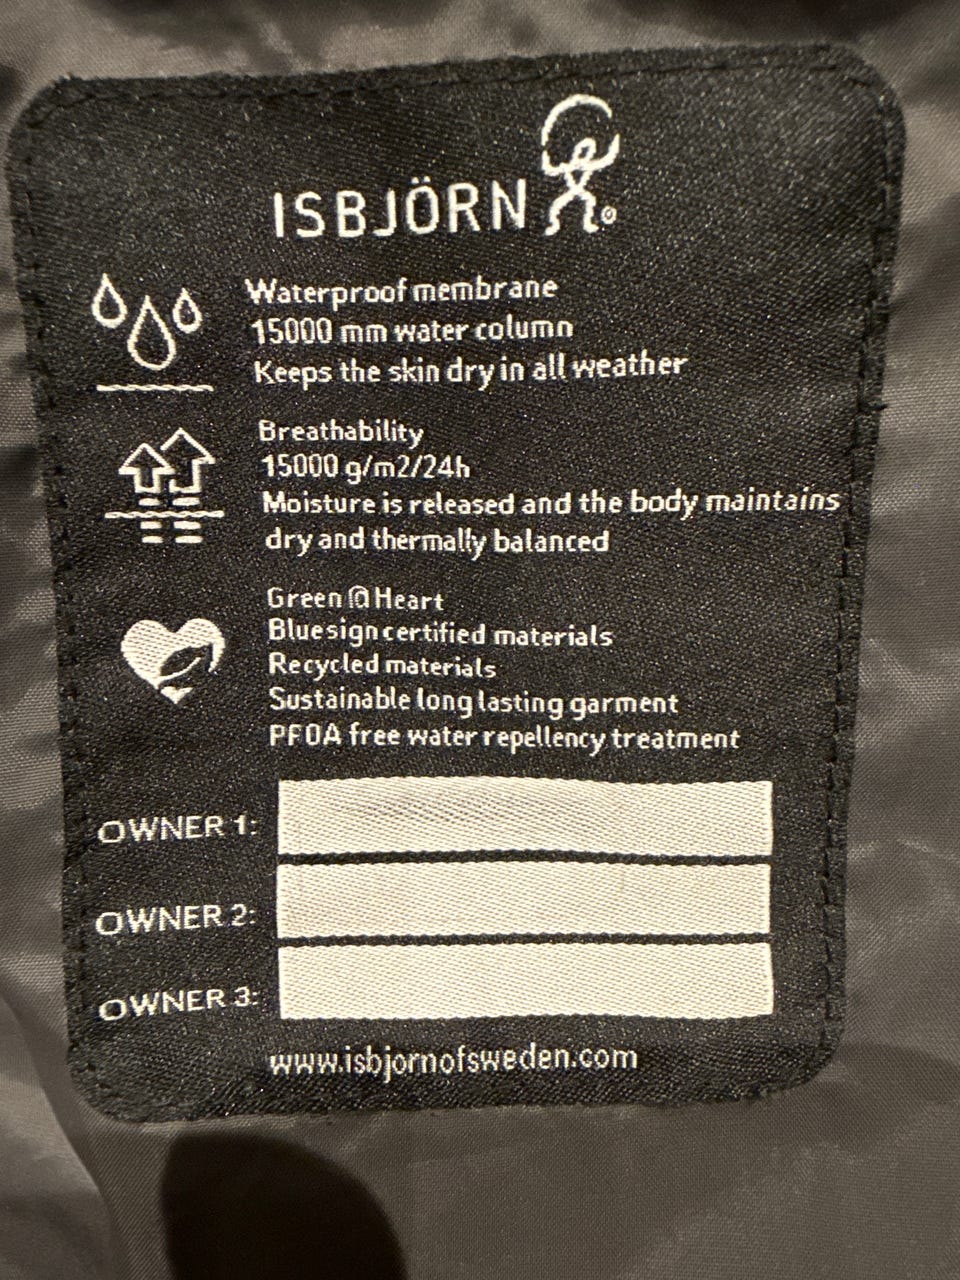 ISBJÖRN ®
Waterproof membrane
15000 mm water column
Keeps the skin dry in all weather
Breathability
15000 g/m2/24h
Moisture is released and the body maintains
dry and thermally balanced
Green @ Heart
Bluesign certified materials
Recycled materials
Sustainable long lasting garment
PFOA free water repellency treatment
OWNER 1:
OWNER 2:
OWNER 3:
www.isbjornofsweden.com